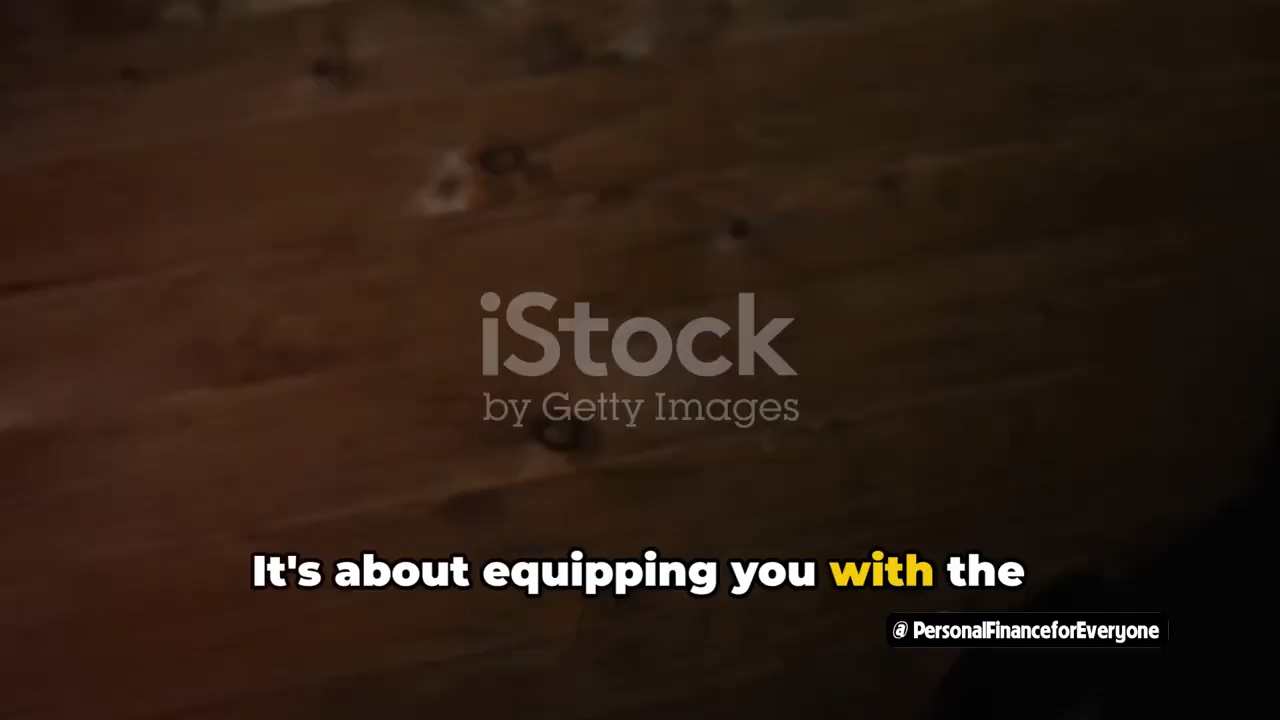 iStock
by Getty Images
It's about equipping you with the
@ PersonalFinanceforEveryone